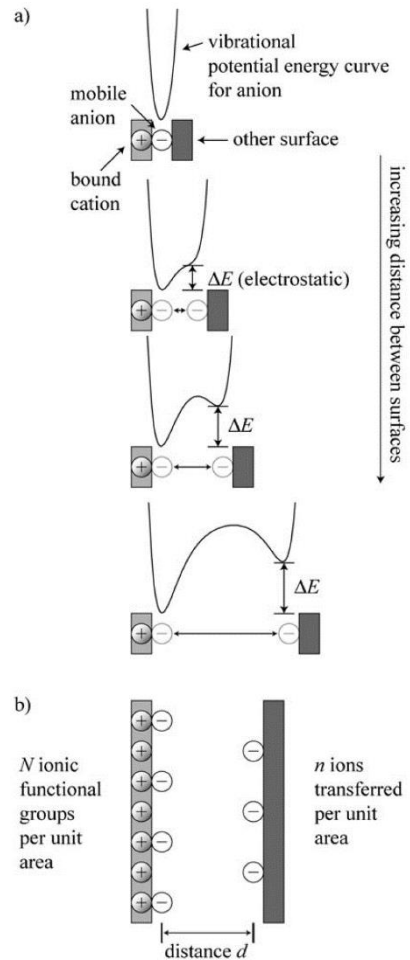 a)
vibrational
potential energy curve
for anion
mobile
anion
+
−
other surface
bound
cation
increasing distance between surfaces
ΔE (electrostatic)
+
−
−
ΔE
+
−
−
ΔE
+
−
−
b)
+
−
+
−
N ionic
functional
groups
per unit
area
+
−
+
−
+
−
+
−
+
−
n ions
transferred
per unit
area
distance d